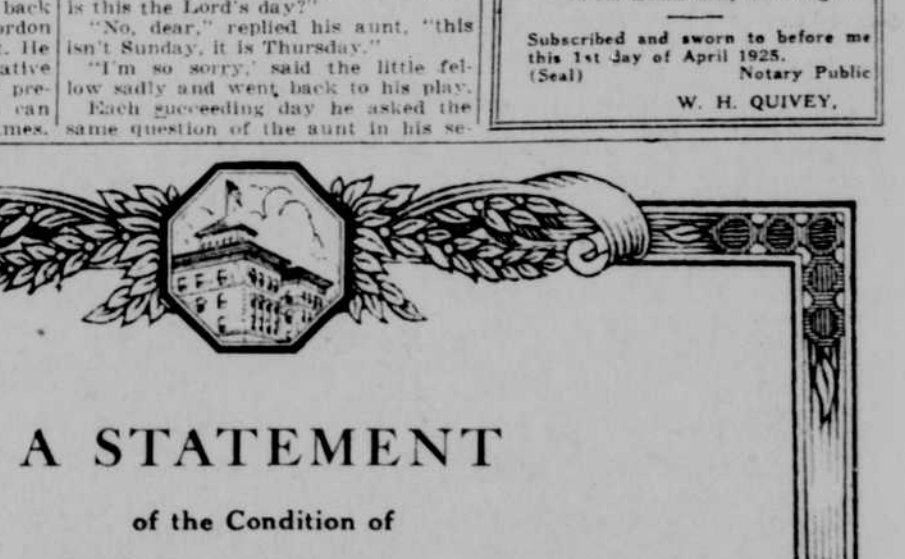 back
ordon
. He
ative
pre-
can
mes.
is this the Lord's day?"
"No, dear," replied his aunt, "this
isn't Sunday, it is Thursday."
"I'm so sorry,' said the little fel-
low sadly and went back to his play.
Each succeeding day he asked the
same question of the aunt in his se-
Subscribed and sworn to before me
this 1st day of April 1925.
(Seal) Notary Public
W. H. QUIVEY.
A STATEMENT
of the Condition of